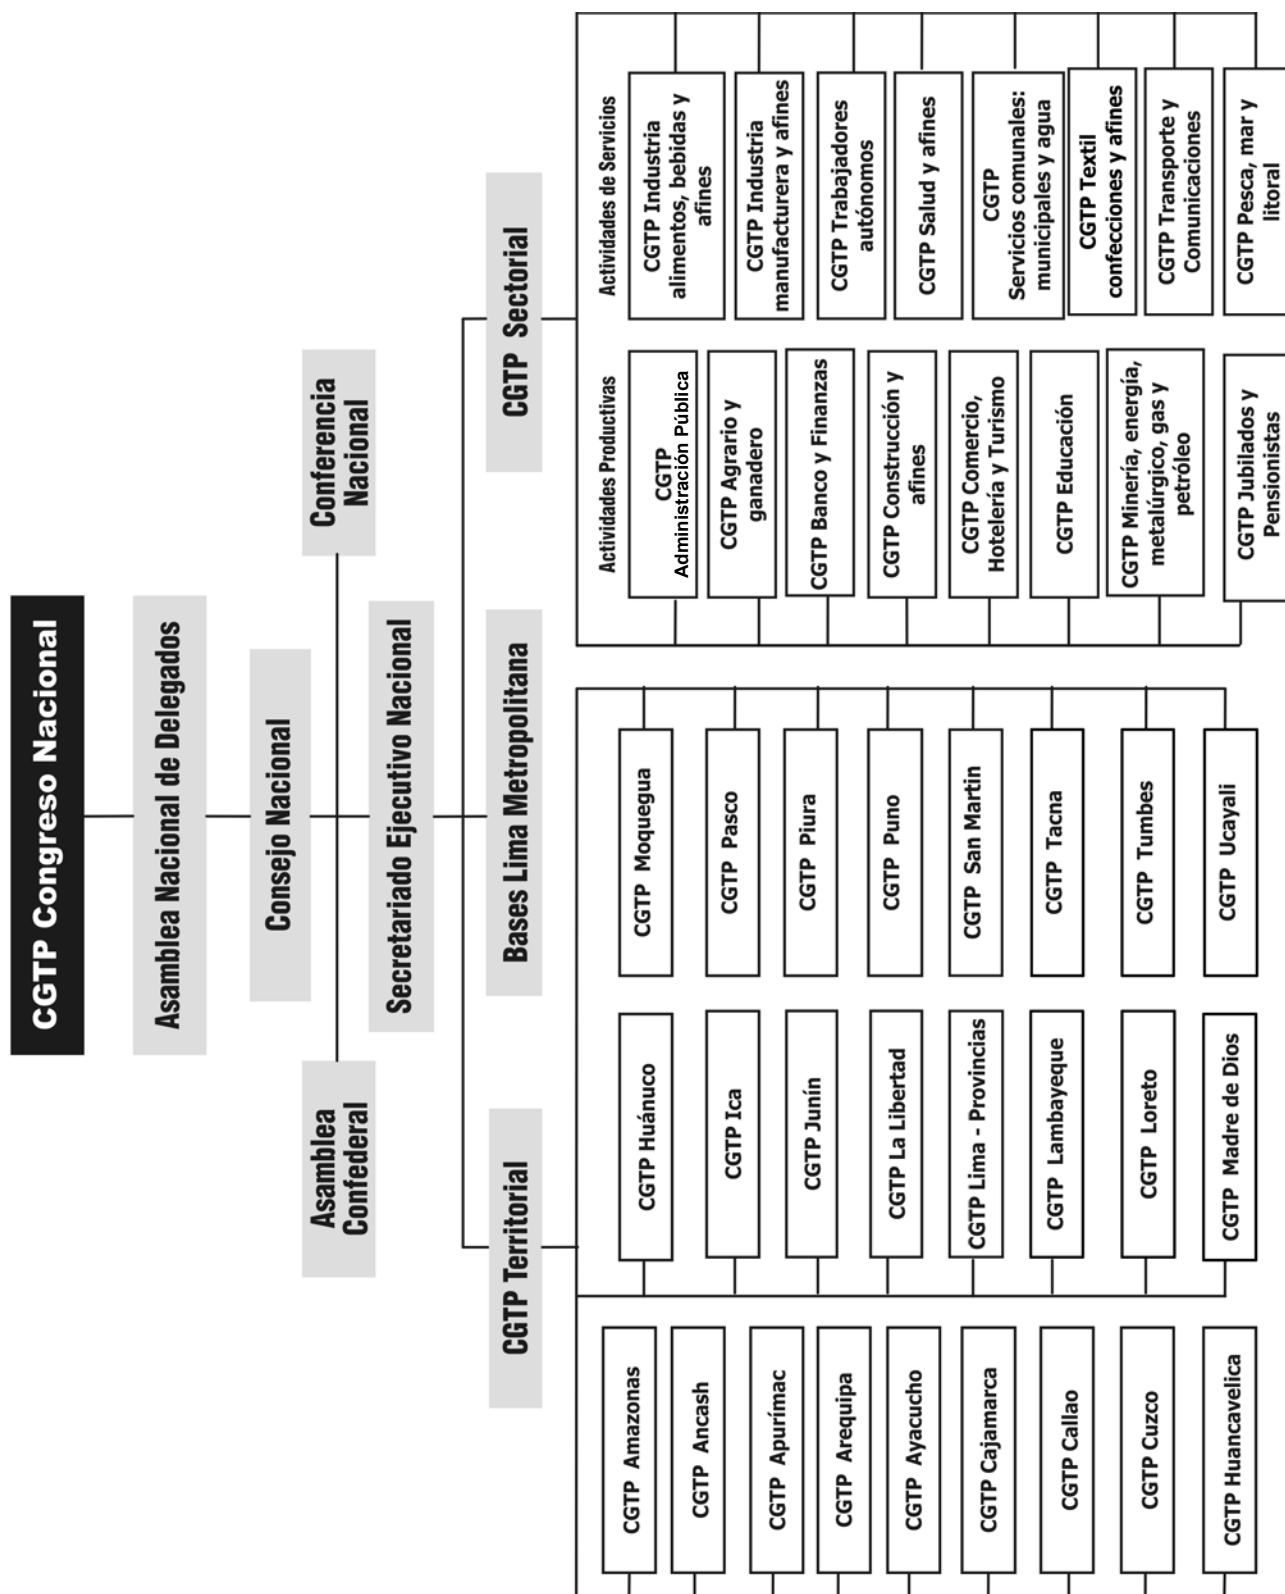 CGTP Congreso Nacional
Asamblea Nacional de Delegados
Consejo Nacional
Asamblea
Confederal
Conferencia
Nacional
Secretariado Ejecutivo Nacional
CGTP Territorial
Bases Lima Metropolitana
CGTP Sectorial
CGTP Amazonas
CGTP Ancash
CGTP Apurímac
CGTP Arequipa
CGTP Ayacucho
CGTP Cajamarca
CGTP Callao
CGTP Cuzco
CGTP Huancavelica
CGTP Huánuco
CGTP Ica
CGTP Junín
CGTP La Libertad
CGTP Lima - Provincias
CGTP Lambayeque
CGTP Loreto
CGTP Madre de Dios
CGTP Moquegua
CGTP Pasco
CGTP Piura
CGTP Puno
CGTP San Martin
CGTP Tacna
CGTP Tumbes
CGTP Ucayali
Actividades Productivas
CGTP
Administración Pública
CGTP Agrario y
ganadero
CGTP Banco y Finanzas
CGTP Construcción y
afines
CGTP Comercio,
Hotelería y Turismo
CGTP Educación
CGTP Minería, energía,
metalúrgico, gas y
petróleo
CGTP Jubilados y
Pensionistas
Actividades de Servicios
CGTP Industria
alimentos, bebidas y
afines
CGTP Industria
manufacturera y afines
CGTP Trabajadores
autónomos
CGTP Salud y afines
CGTP
Servicios comunales:
municipales y agua
CGTP Textil
confecciones y afines
CGTP Transporte y
Comunicaciones
CGTP Pesca, mar y
litoral